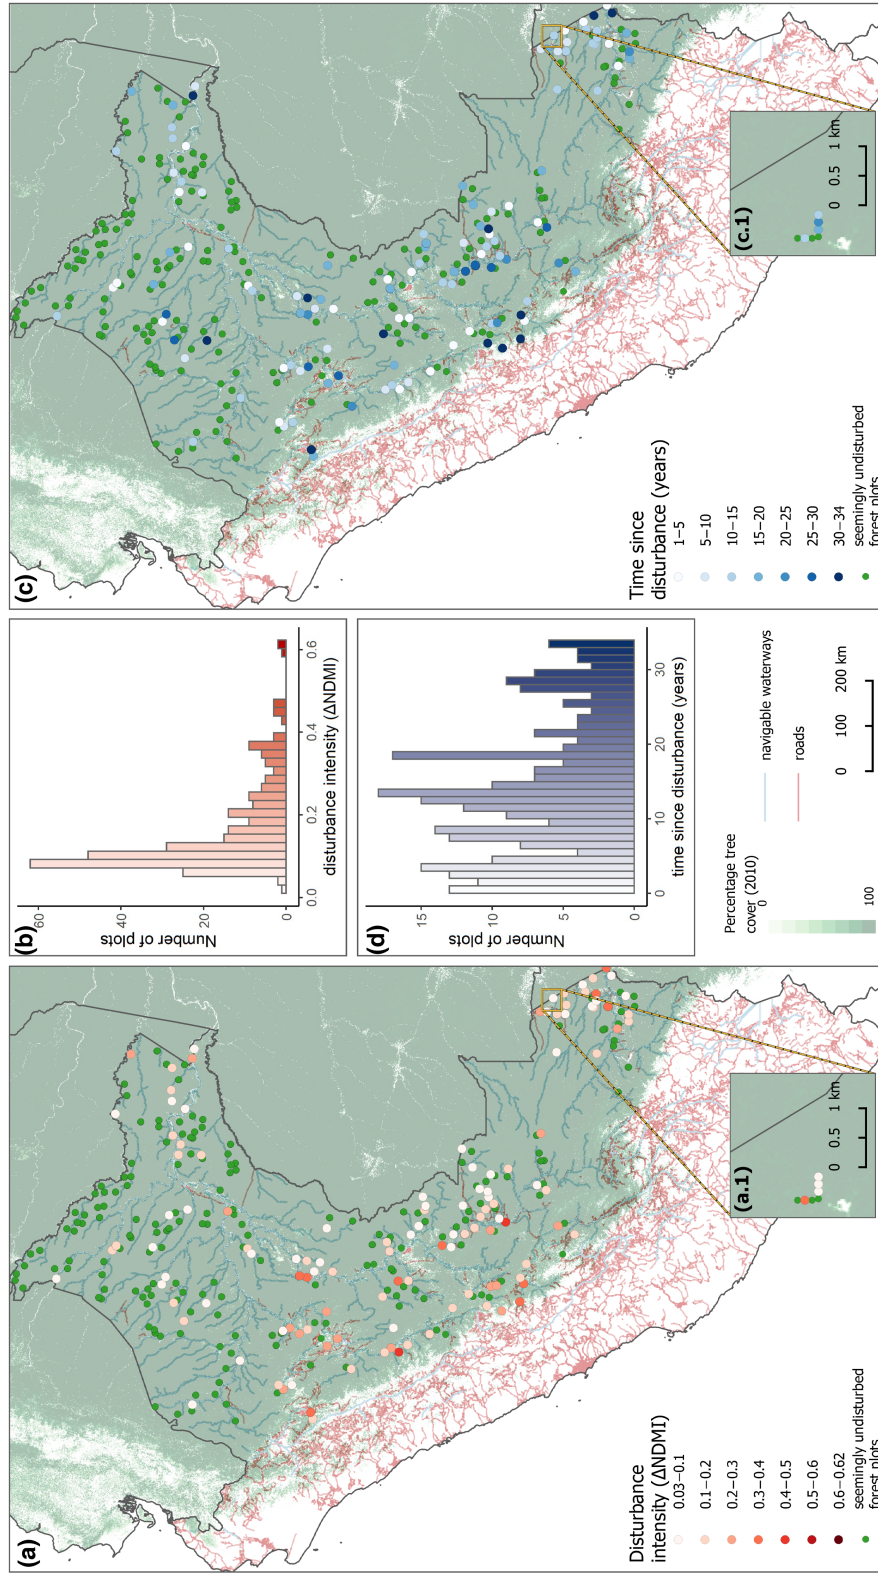 (a)
Disturbance
intensity (ΔNDMI)
0.03−0.1
0.1−0.2
0.2−0.3
0.3−0.4
0.4−0.5
0.5−0.6
0.6−0.62
seemingly undisturbed
forest plots
(a.1)
0 0.5 1 km
(b)
Number of plots
60
40
20
0
0.0 0.2 0.4 0.6
disturbance intensity (ΔNDMI)
(d)
Number of plots
15
10
5
0
0 10 20 30
time since disturbance (years)
Percentage tree
cover (2010)
0
100
navigable waterways
roads
0 100 200 km
(c)
Time since
disturbance (years)
1−5
5−10
10−15
15−20
20−25
25−30
30−34
seemingly undisturbed
forest plots
(c.1)
0 0.5 1 km